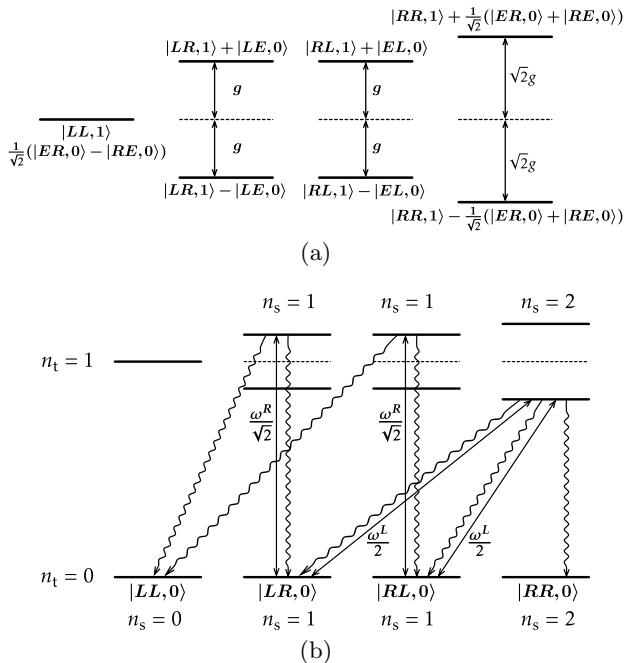 |RR, 1⟩ + 1/√2(|ER, 0⟩ + |RE, 0⟩)
|LR, 1⟩ + |LE, 0⟩
|RL, 1⟩ + |EL, 0⟩
g
g
√2g
|LL, 1⟩
1/√2(|ER, 0⟩ − |RE, 0⟩)
g
g
√2g
|LR, 1⟩ − |LE, 0⟩
|RL, 1⟩ − |EL, 0⟩
|RR, 1⟩ − 1/√2(|ER, 0⟩ + |RE, 0⟩)
(a)
n_s = 1
n_s = 1
n_s = 2
n_t = 1
ω^R/√2
ω^R/√2
ω^L/2
ω^L/2
n_t = 0
|LL, 0⟩
|LR, 0⟩
|RL, 0⟩
|RR, 0⟩
n_s = 0
n_s = 1
n_s = 1
n_s = 2
(b)